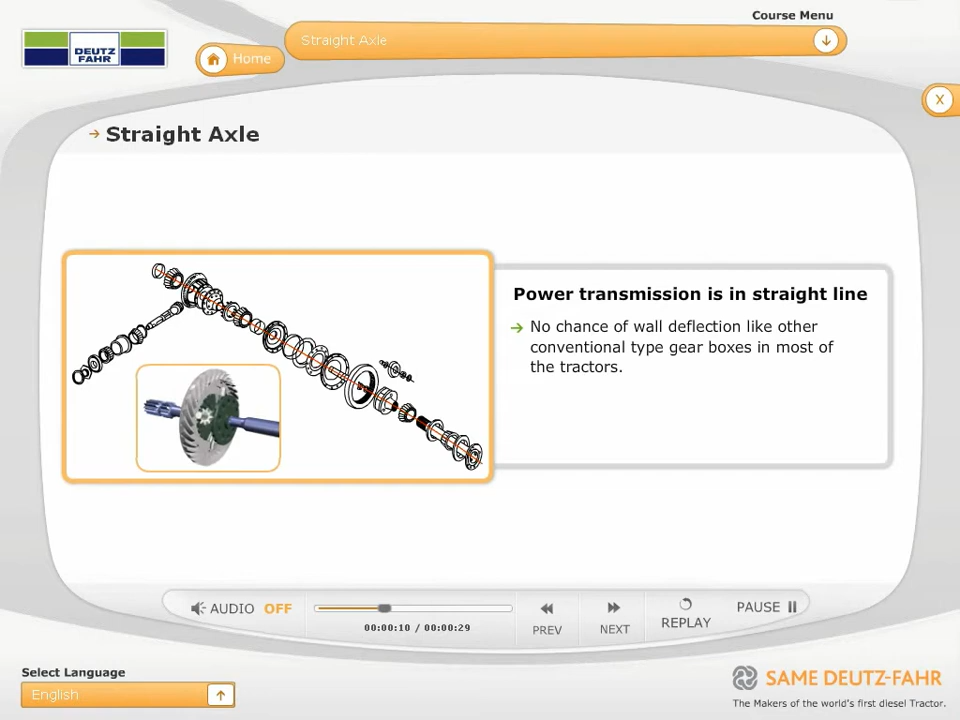 Course Menu
DEUTZ
FAHR
Home
Straight Axle
X
Straight Axle
Power transmission is in straight line
No chance of wall deflection like other
conventional type gear boxes in most of
the tractors.
AUDIO OFF
00:00:10 / 00:00:29
PREV
NEXT
REPLAY
PAUSE
Select Language
English
SAME DEUTZ-FAHR
The Makers of the world's first diesel Tractor.